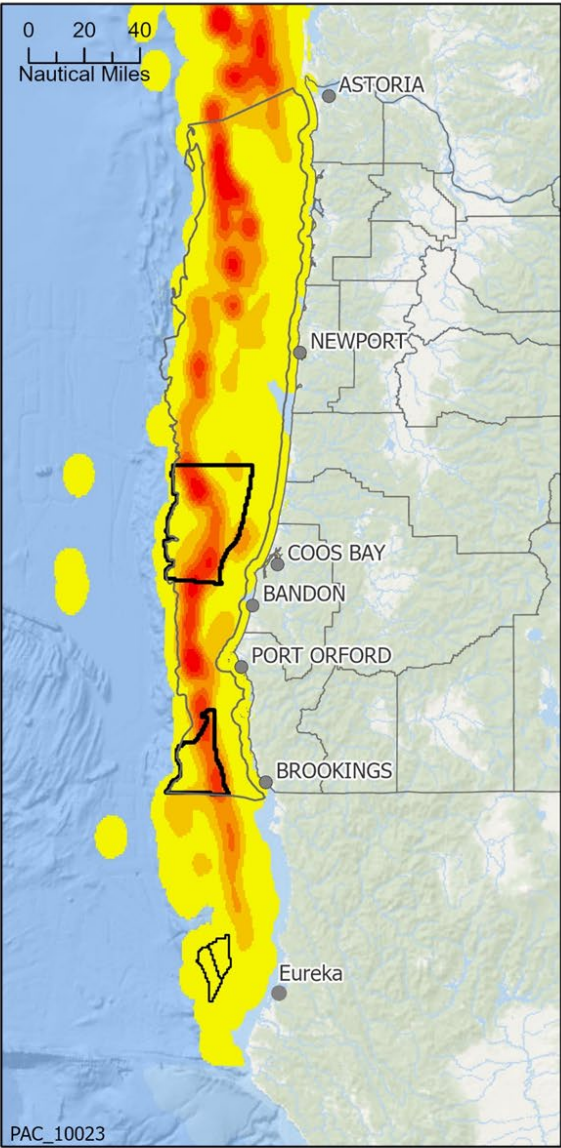 0 20 40
Nautical Miles
ASTORIA
NEWPORT
COOS BAY
BANDON
PORT ORFORD
BROOKINGS
Eureka
PAC_10023